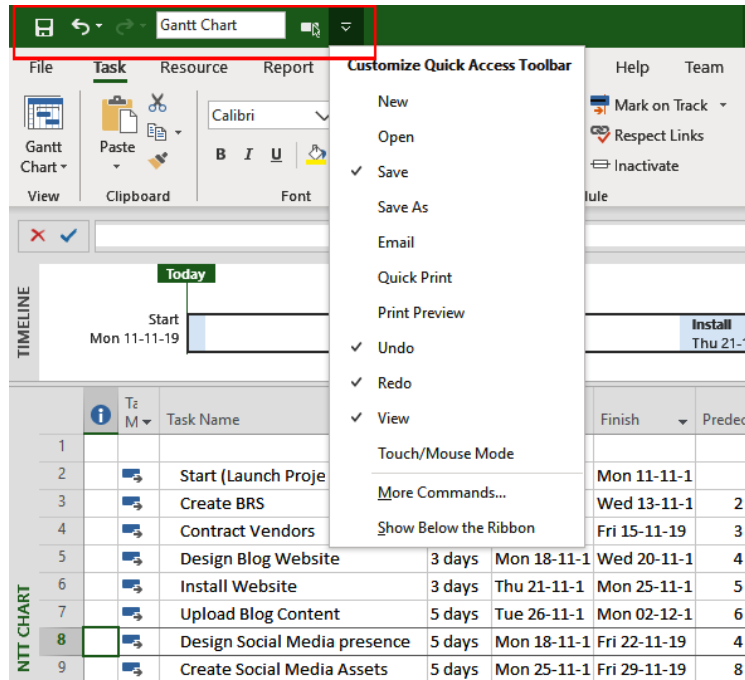 Gantt Chart
File Task Resource Report Help Team
Customize Quick Access Toolbar
New
Open
Save
Save As
Email
Quick Print
Print Preview
Undo
Redo
View
Touch/Mouse Mode
More Commands...
Show Below the Ribbon
Gantt
Chart
View
Paste
Clipboard
Calibri
B I U
Font
Mark on Track
Respect Links
Inactivate
ule
TIMELINE
Today
Start
Mon 11-11-19
Install
Thu 21-1
Ta
M Task Name Finish Predec
1
2 Start (Launch Proje Mon 11-11-1
3 Create BRS Wed 13-11-1 2
4 Contract Vendors Fri 15-11-19 3
5 Design Blog Website 3 days Mon 18-11-1 Wed 20-11-1 4
6 Install Website 3 days Thu 21-11-1 Mon 25-11-1 5
7 Upload Blog Content 5 days Tue 26-11-1 Mon 02-12-1 6
8 Design Social Media presence 5 days Mon 18-11-1 Fri 22-11-19 4
9 Create Social Media Assets 5 days Mon 25-11-1 Fri 29-11-19 8
NTT CHART